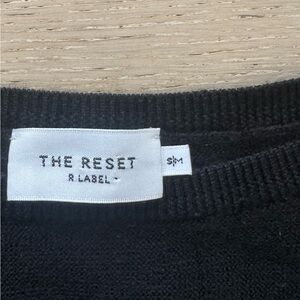 THE RESET
R LABEL
S/M